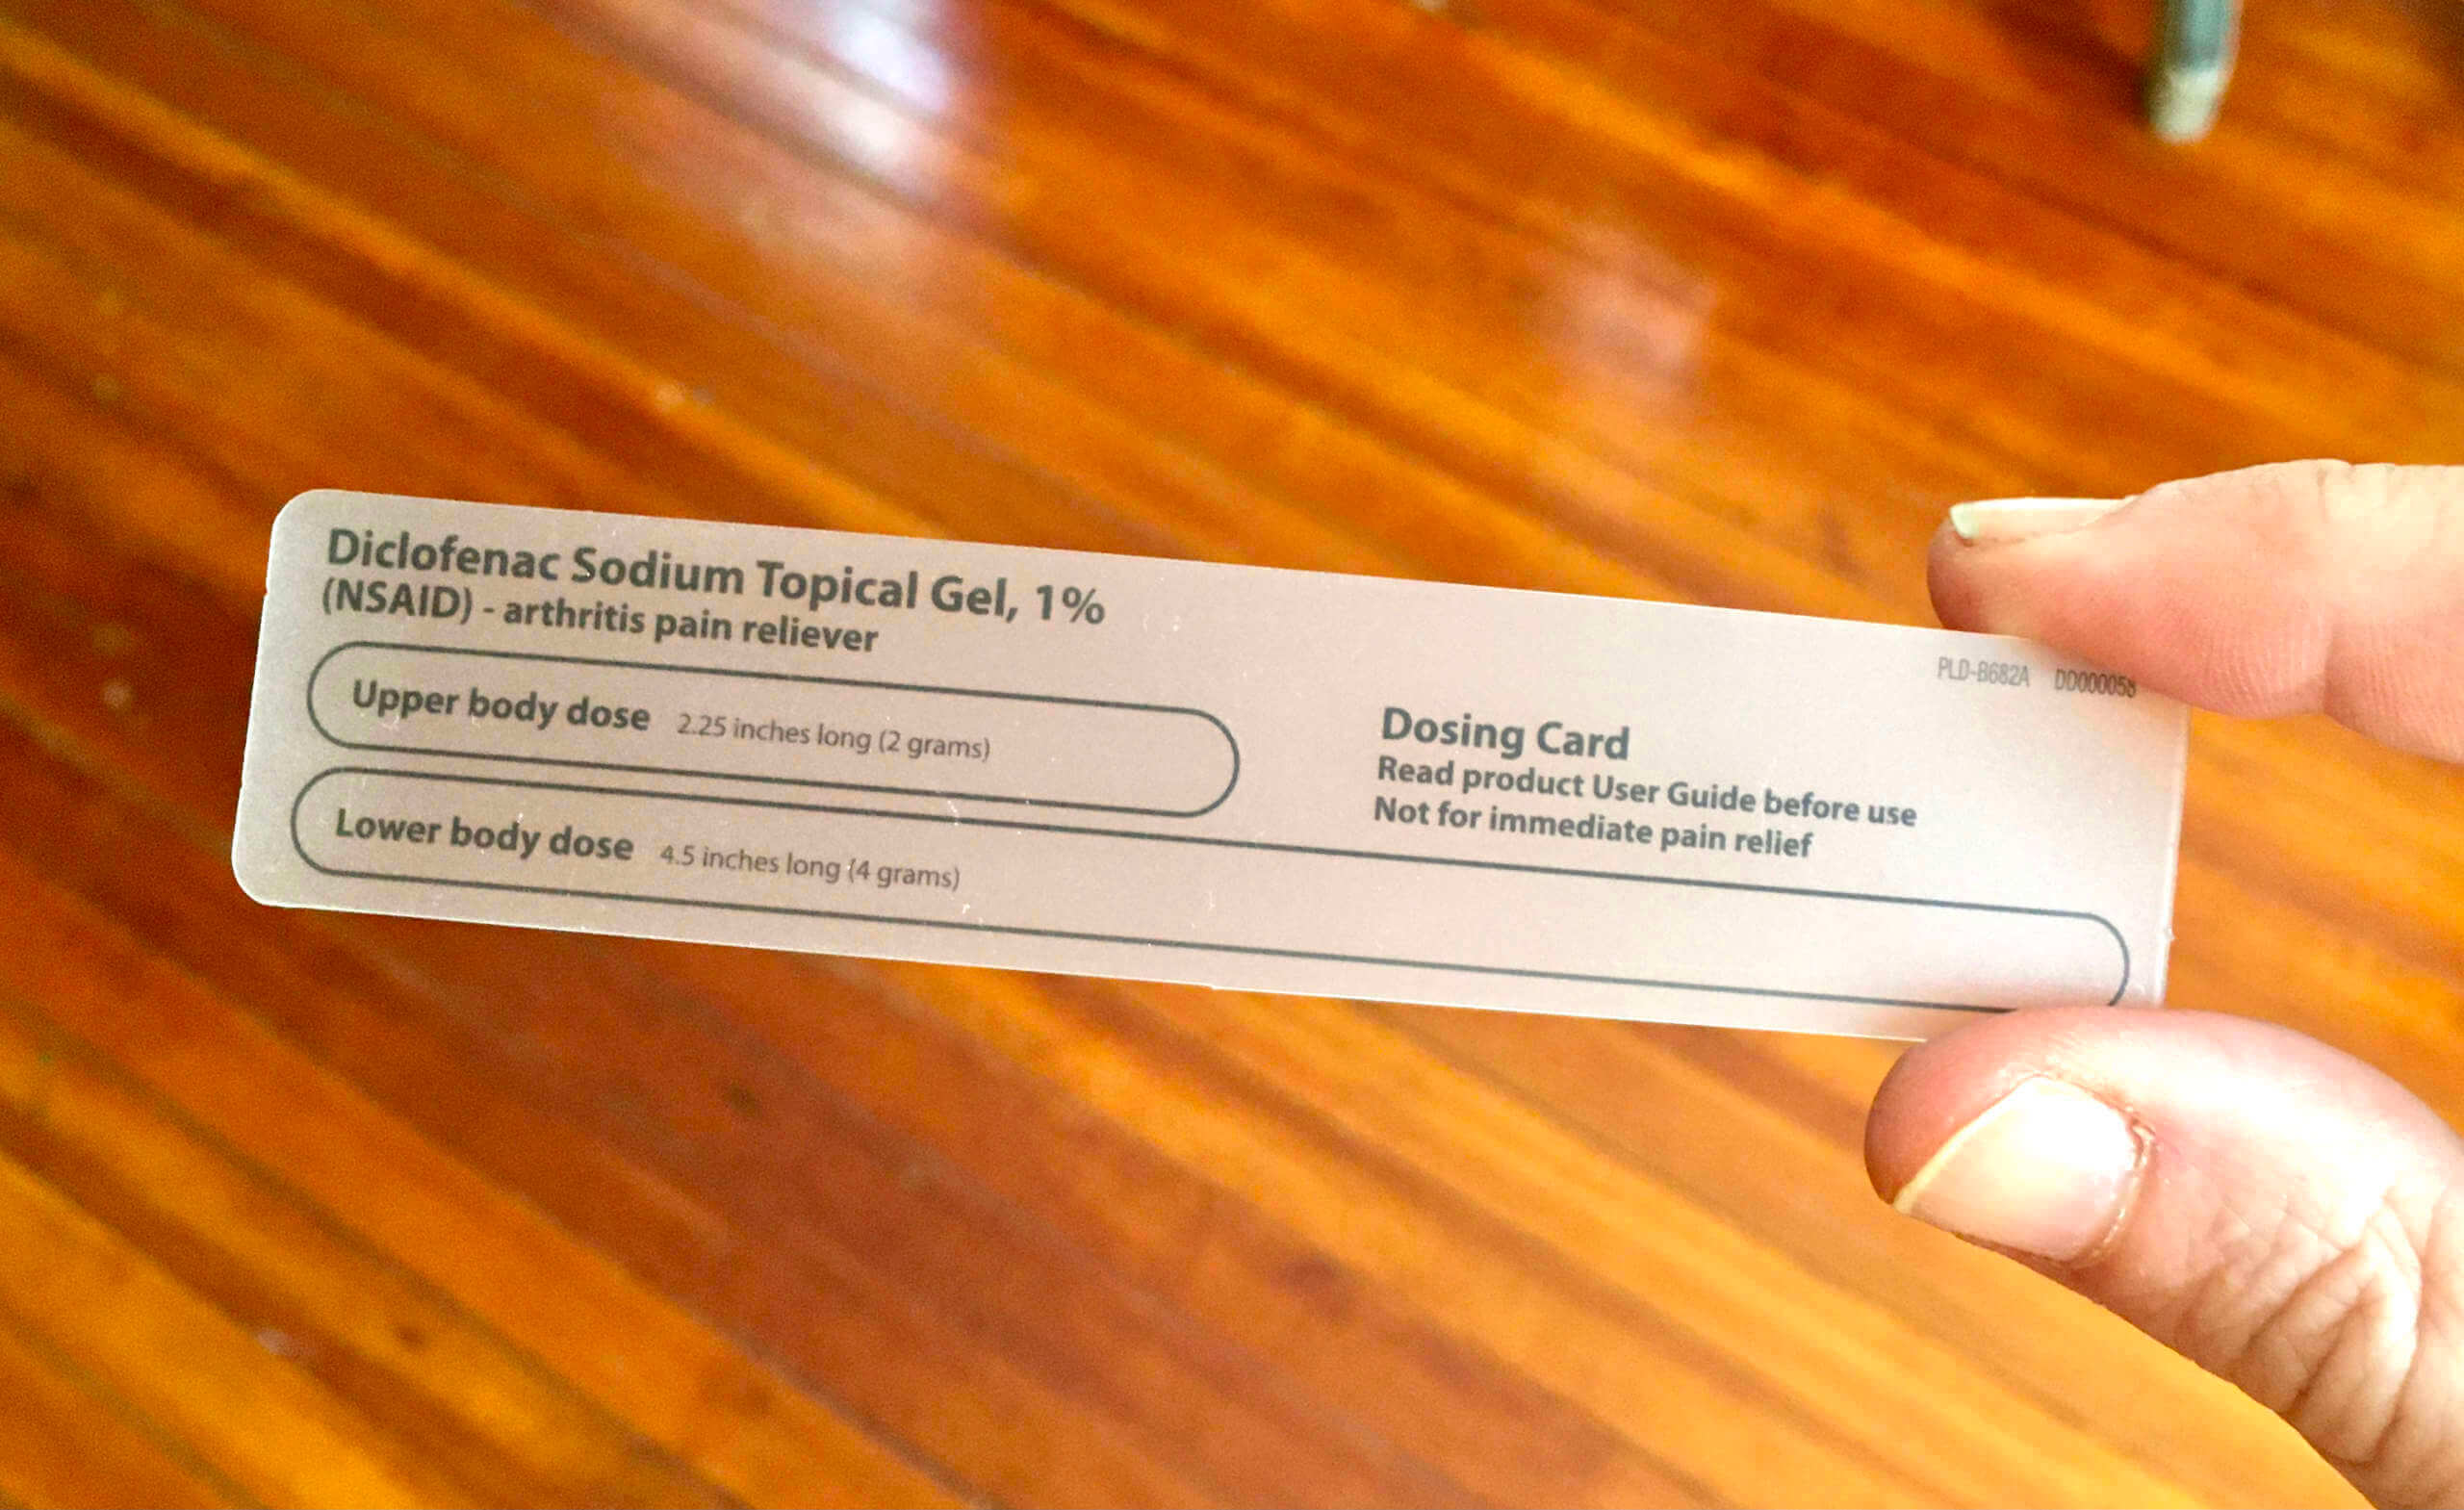 Diclofenac Sodium Topical Gel, 1%
(NSAID) - arthritis pain reliever
Upper body dose 2.25 inches long (2 grams)
Lower body dose 4.5 inches long (4 grams)
PLD-B682A DD000058
Dosing Card
Read product User Guide before use
Not for immediate pain relief